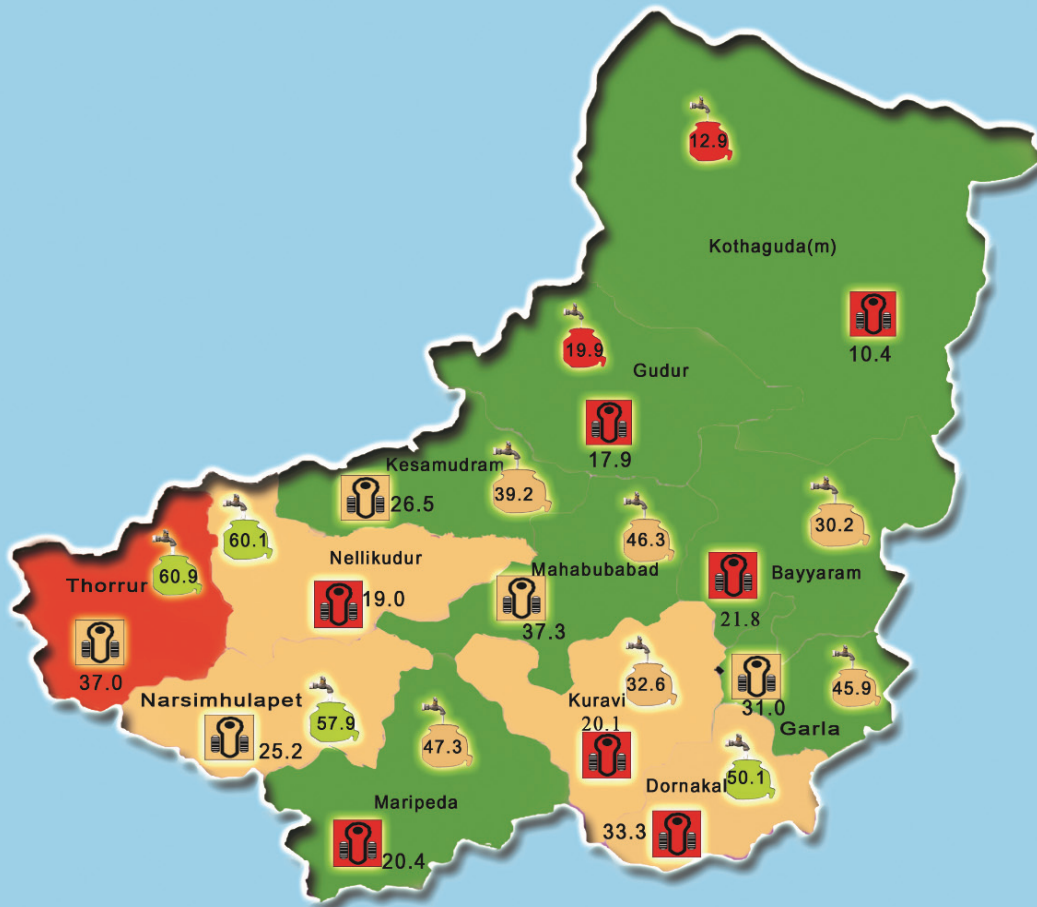 12.9
Kothaguda(m)
10.4
19.9
Gudur
17.9
Kesamudram
26.5
39.2
46.3
30.2
60.1
Nellikudur
19.0
Mahabubabad
37.3
Bayyaram
21.8
60.9
Thorrur
37.0
Narsimhulapet
25.2
57.9
32.6
Kuravi
20.1
31.0
45.9
Garla
47.3
Maripeda
20.4
50.1
Dornakal
33.3